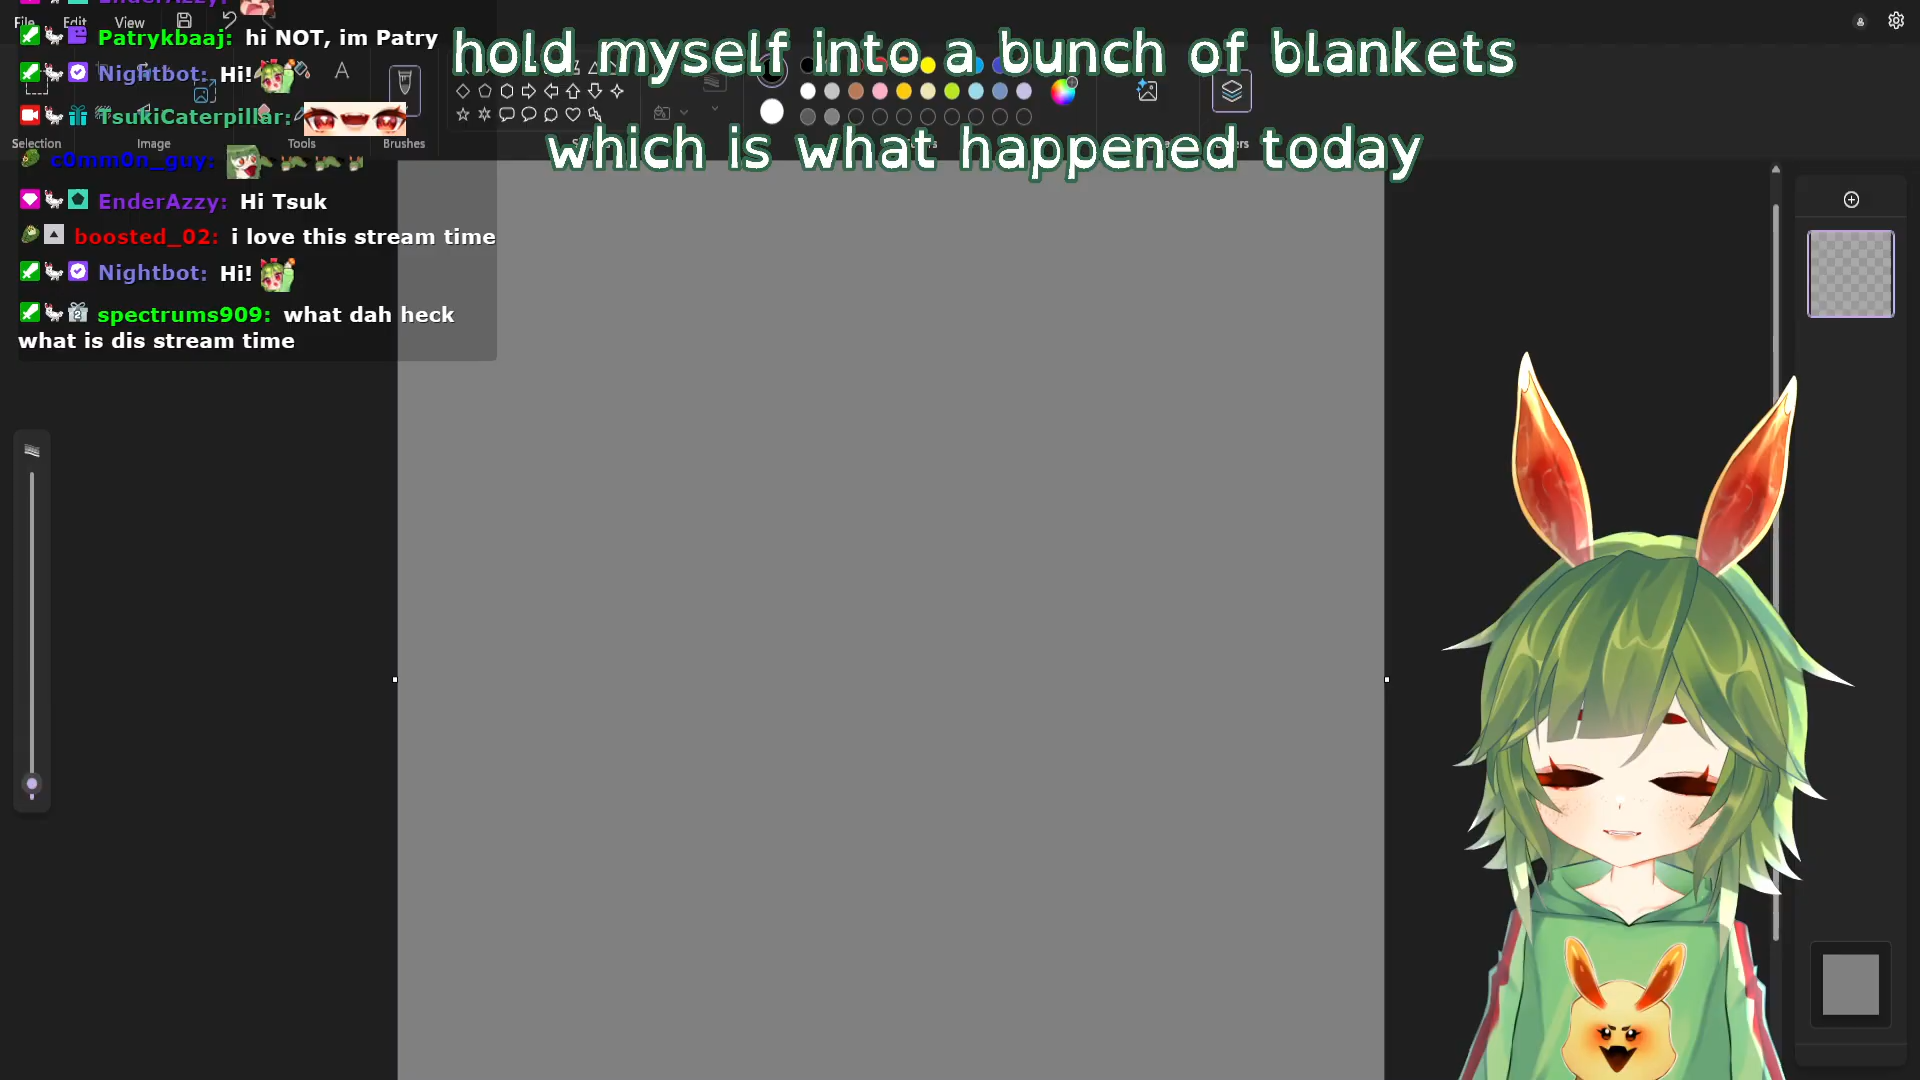 EnderAzzy:
File Edit View
Patrykbaaj: hi NOT, im Patry
hold myself into a bunch of blankets
which is what happened today
Nightbot: Hi!
TsukiCaterpillar:
Selection Image Tools Brushes
c0mm0n_guy:
EnderAzzy: Hi Tsuk
boosted_02: i love this stream time
Nightbot: Hi!
spectrums909: what dah heck
what is dis stream time